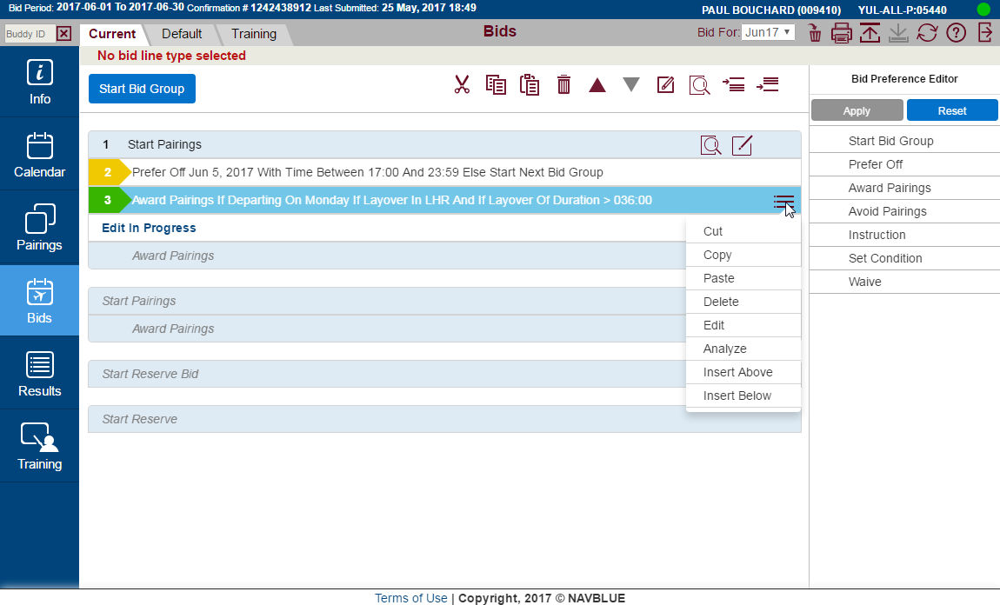 Bid Period: 2017-06-01 To 2017-06-30 Confirmation # 1242438912 Last Submitted: 25 May, 2017 18:49 PAUL BOUCHARD (009410) YUL-ALL-P:05440
Buddy ID Current Default Training Bids Bid For: Jun17
No bid line type selected
Info
Calendar
Pairings
Bids
Results
Training
Start Bid Group
1 Start Pairings
2 Prefer Off Jun 5, 2017 With Time Between 17:00 And 23:59 Else Start Next Bid Group
3 Award Pairings If Departing On Monday If Layover In LHR And If Layover Of Duration > 036:00
Edit In Progress
Award Pairings
Start Pairings
Award Pairings
Start Reserve Bid
Start Reserve
Cut
Copy
Paste
Delete
Edit
Analyze
Insert Above
Insert Below
Bid Preference Editor
Apply Reset
Start Bid Group
Prefer Off
Award Pairings
Avoid Pairings
Instruction
Set Condition
Waive
Terms of Use | Copyright, 2017 © NAVBLUE